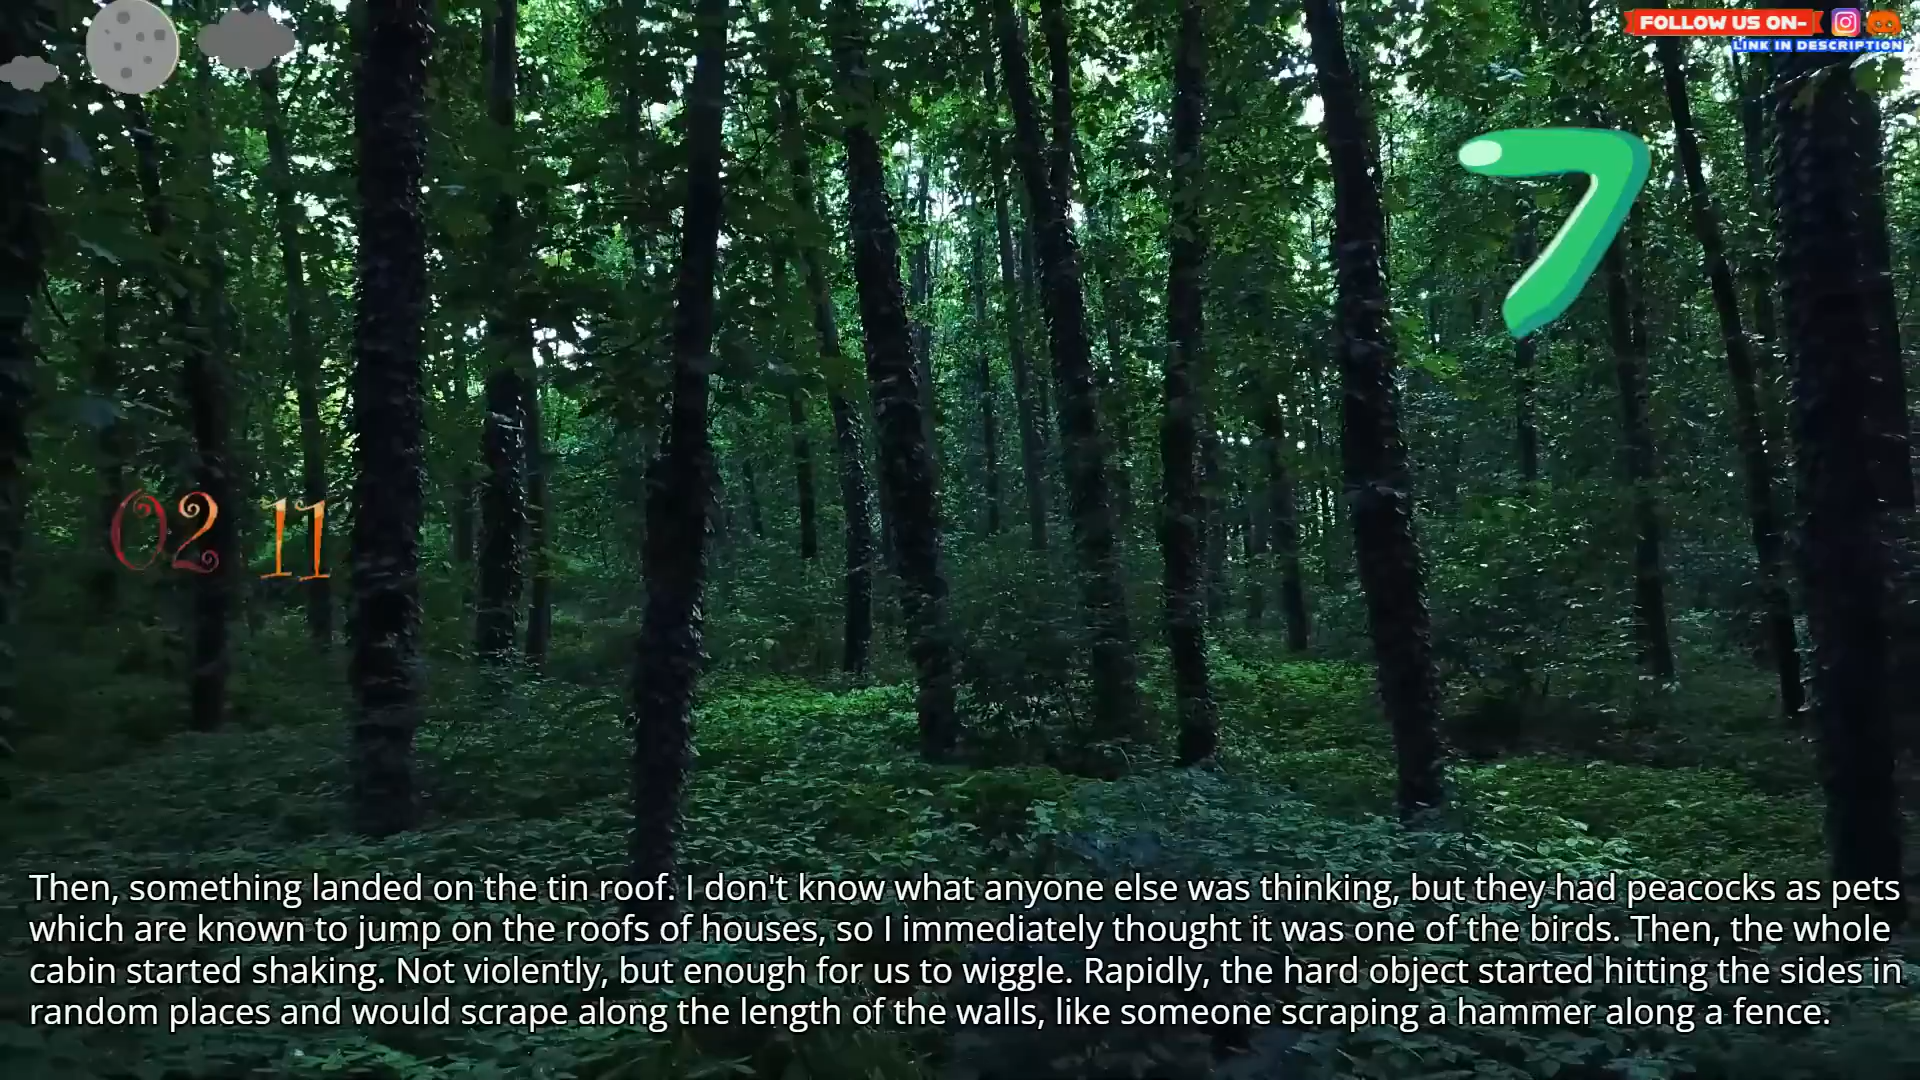 FOLLOW US ON-
LINK IN DESCRIPTION
7
02 11
Then, something landed on the tin roof. I don't know what anyone else was thinking, but they had peacocks as pets
which are known to jump on the roofs of houses, so I immediately thought it was one of the birds. Then, the whole
cabin started shaking. Not violently, but enough for us to wiggle. Rapidly, the hard object started hitting the sides in
random places and would scrape along the length of the walls, like someone scraping a hammer along a fence.